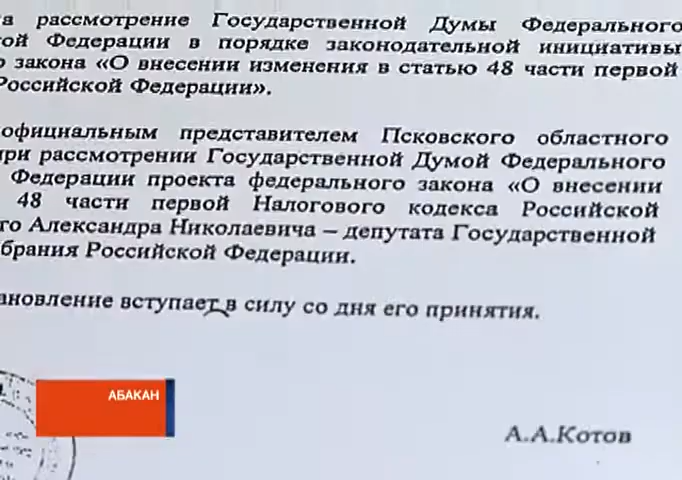 а рассмотрение Государственной Думы Федерального
ой Федерации в порядке законодательной инициативы
о закона «О внесении изменения в статью 48 части первой
Российской Федерации».
официальным представителем Псковского областного
при рассмотрении Государственной Думой Федерального
Федерации проекта федерального закона «О внесении
48 части первой Налогового кодекса Российской
го Александра Николаевича – депутата Государственной
брания Российской Федерации.
ановление вступает в силу со дня его принятия.
АБАКАН
А.А.Котов